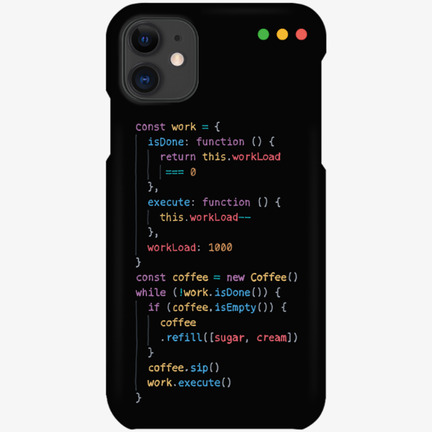 const work = {
isDone: function () {
return this.workLoad
=== 0
},
execute: function () {
this.workLoad--
},
workLoad: 1000
}
const coffee = new Coffee()
while (!work.isDone()) {
if (coffee.isEmpty()) {
coffee
.refill([sugar, cream])
}
coffee.sip()
work.execute()
}